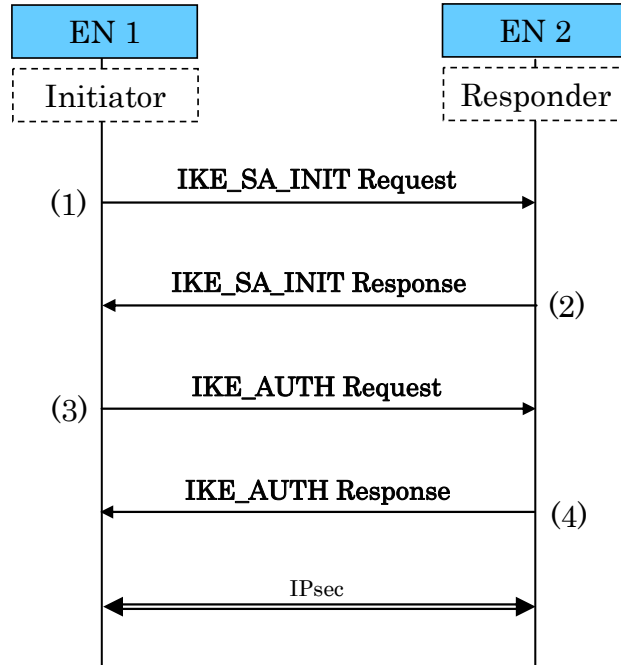 EN 1
EN 2
Initiator
Responder
IKE_SA_INIT Request
(1)
IKE_SA_INIT Response
(2)
IKE_AUTH Request
(3)
IKE_AUTH Response
(4)
IPsec